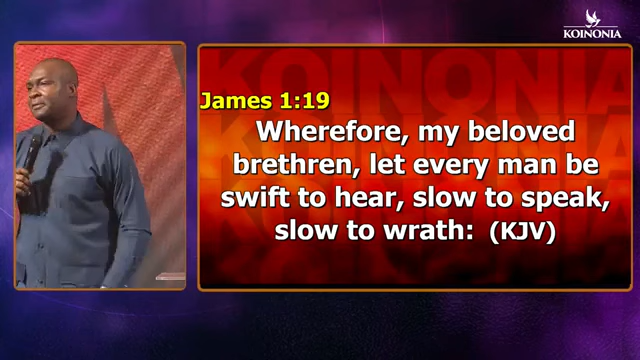 KOINONIA
James 1:19
Wherefore, my beloved
brethren, let every man be
swift to hear, slow to speak,
slow to wrath: (KJV)
KOINONIA